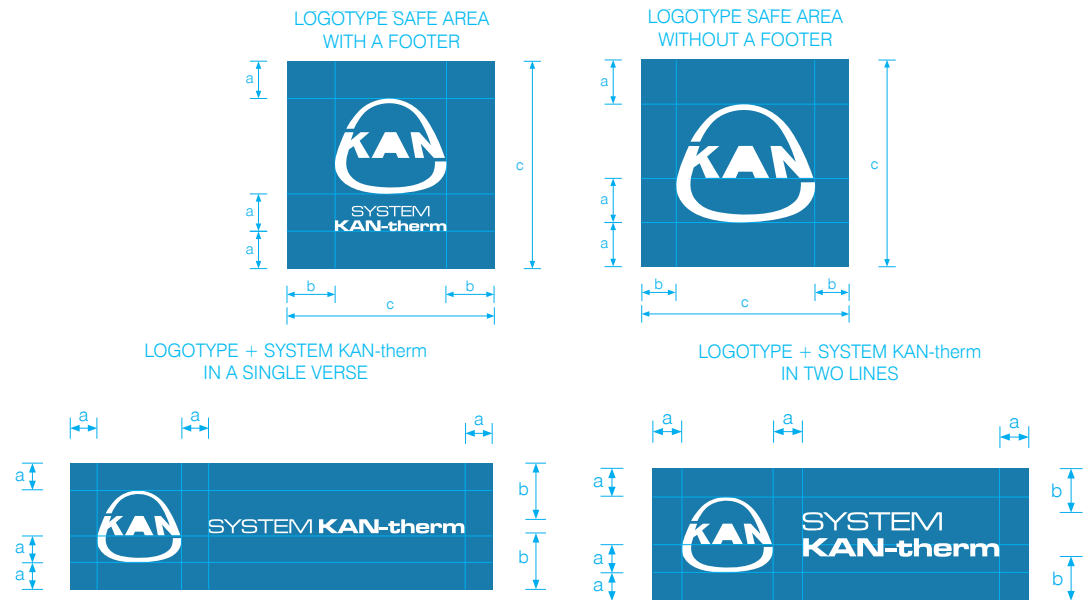 LOGOTYPE SAFE AREA
WITH A FOOTER
a
a
a
c
KAN
SYSTEM
KAN-therm
b
b
c
LOGOTYPE SAFE AREA
WITHOUT A FOOTER
a
a
a
c
KAN
b
b
c
LOGOTYPE + SYSTEM KAN-therm
IN A SINGLE VERSE
a
a
a
a
a
a
b
b
KAN
SYSTEM KAN-therm
LOGOTYPE + SYSTEM KAN-therm
IN TWO LINES
a
a
a
a
a
a
b
b
KAN
SYSTEM
KAN-therm